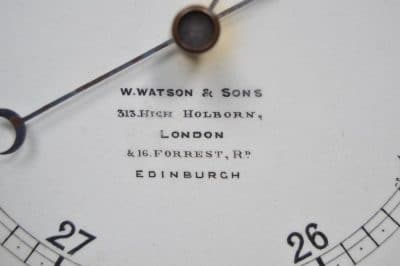 W. WATSON & SONS
313. HIGH HOLBORN,
LONDON
& 16. FORREST, RD
EDINBURGH
27
26